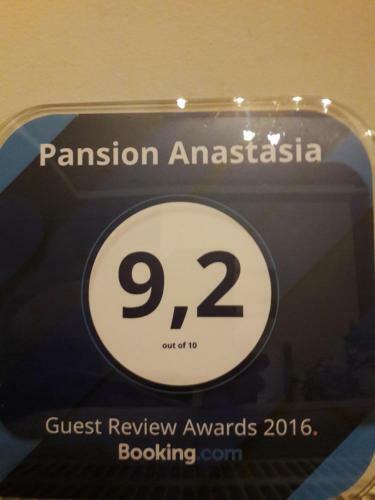 Pansion Anastasia
9,2
out of 10
Guest Review Awards 2016.
Booking.com